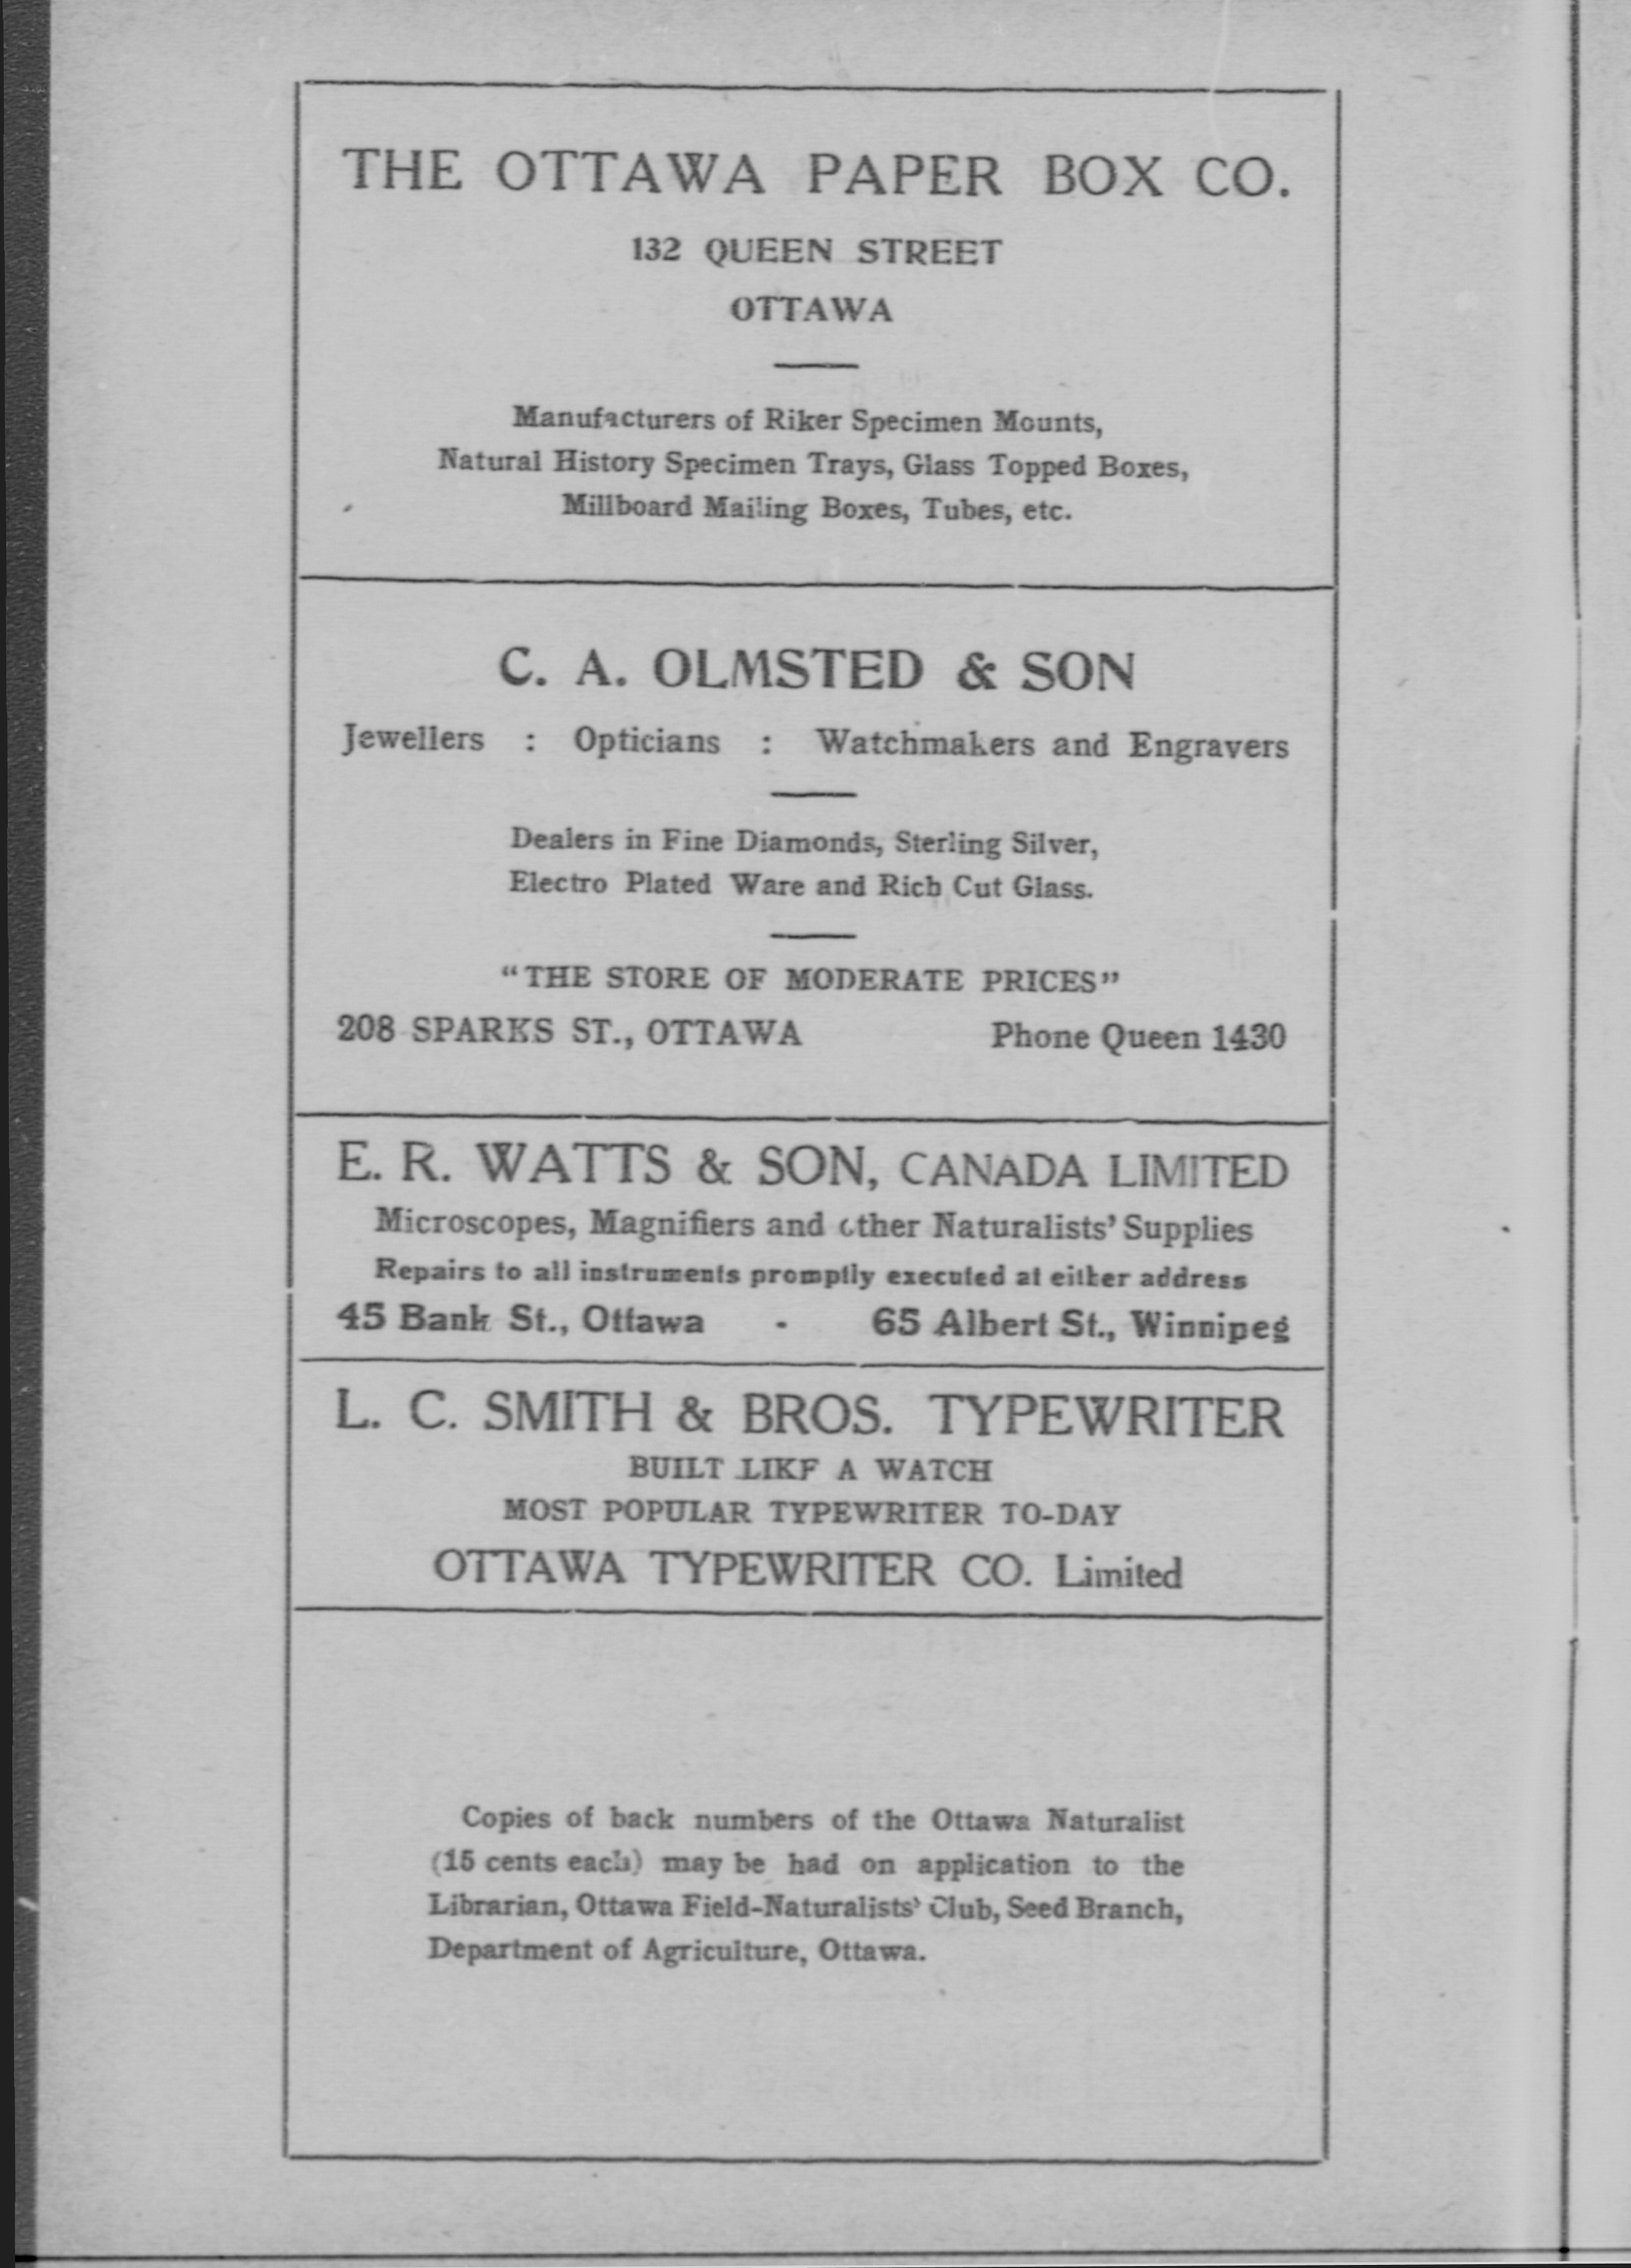 THE OTTAWA PAPER BOX CO.
132 QUEEN STREET
OTTAWA
Manufacturers of Riker Specimen Mounts,
Natural History Specimen Trays, Glass Topped Boxes,
Millboard Mailing Boxes, Tubes, etc.
C. A. OLMSTED & SON
Jewellers : Opticians : Watchmakers and Engravers
Dealers in Fine Diamonds, Sterling Silver,
Electro Plated Ware and Rich Cut Glass.
“THE STORE OF MODERATE PRICES”
208 SPARKS ST., OTTAWA Phone Queen 1430
E. R. WATTS & SON, CANADA LIMITED
Microscopes, Magnifiers and other Naturalists’ Supplies
Repairs to all instruments promptly executed at either address
45 Bank St., Ottawa - 65 Albert St., Winnipeg
L. C. SMITH & BROS. TYPEWRITER
BUILT LIKE A WATCH
MOST POPULAR TYPEWRITER TO-DAY
OTTAWA TYPEWRITER CO. Limited
Copies of back numbers of the Ottawa Naturalist
(15 cents each) may be had on application to the
Librarian, Ottawa Field-Naturalists’ Club, Seed Branch,
Department of Agriculture, Ottawa.